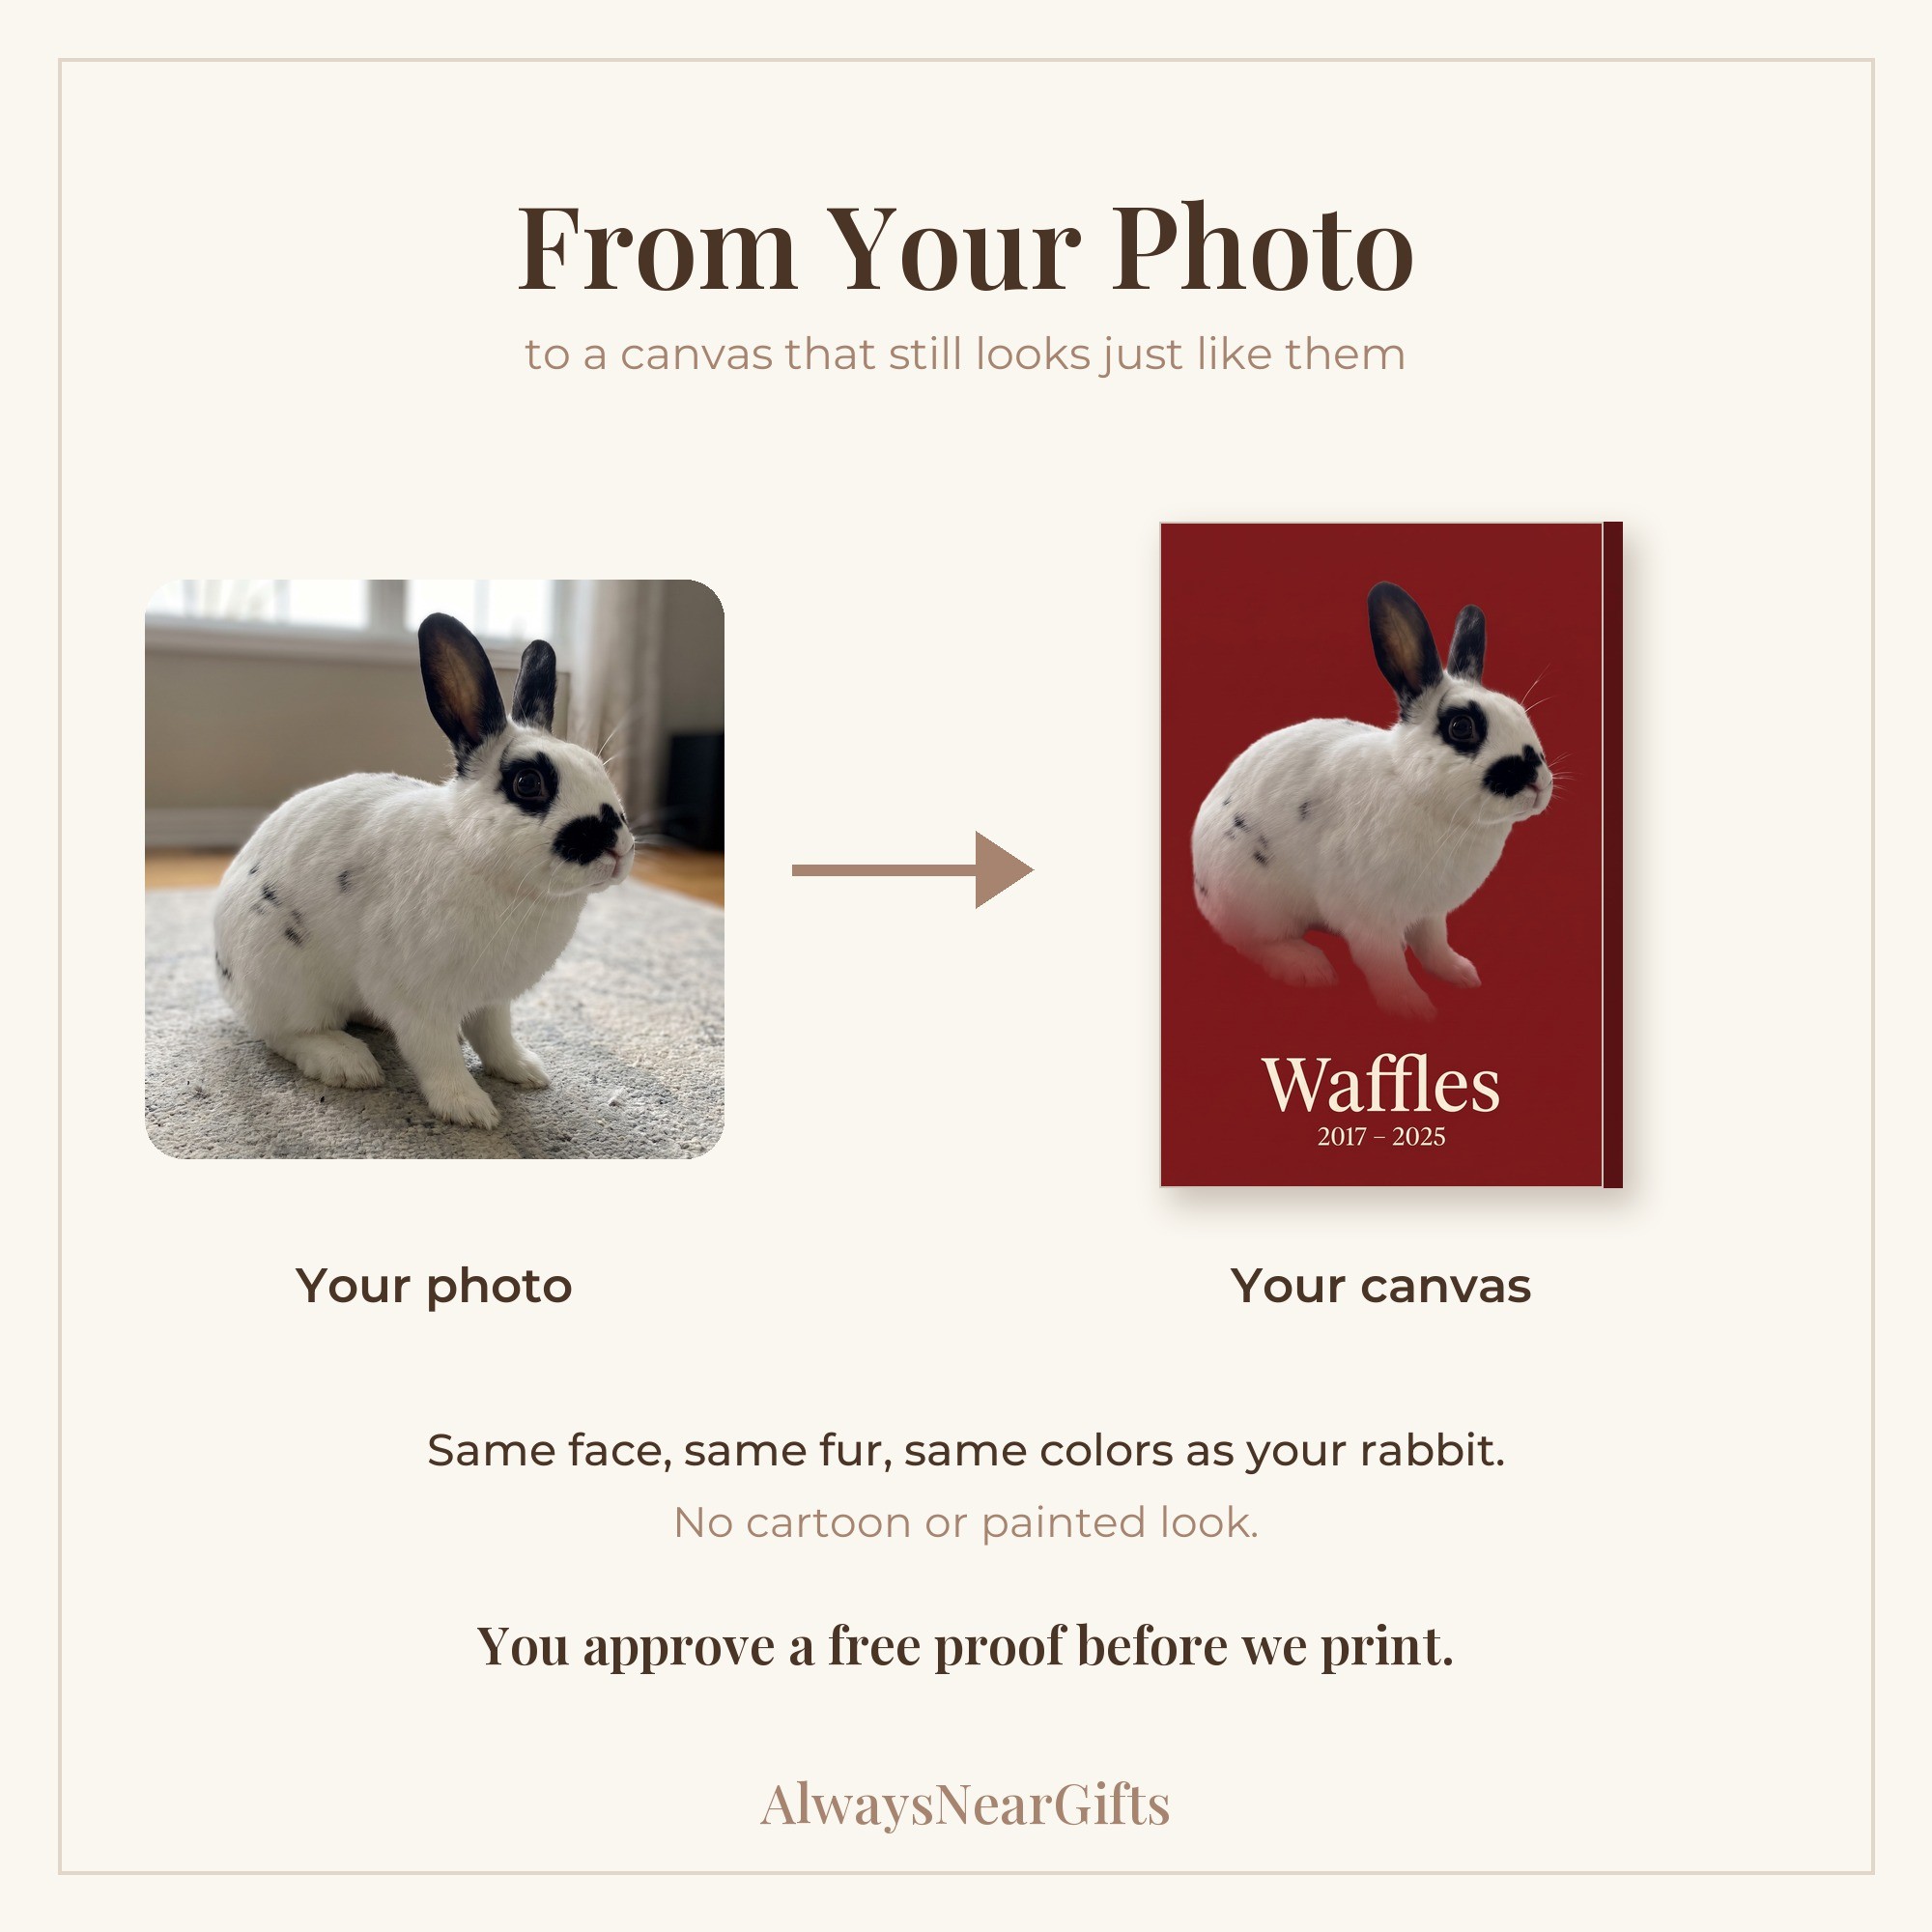 From Your Photo
to a canvas that still looks just like them
Waffles
2017 – 2025
Your photo
Your canvas
Same face, same fur, same colors as your rabbit.
No cartoon or painted look.
You approve a free proof before we print.
AlwaysNearGifts